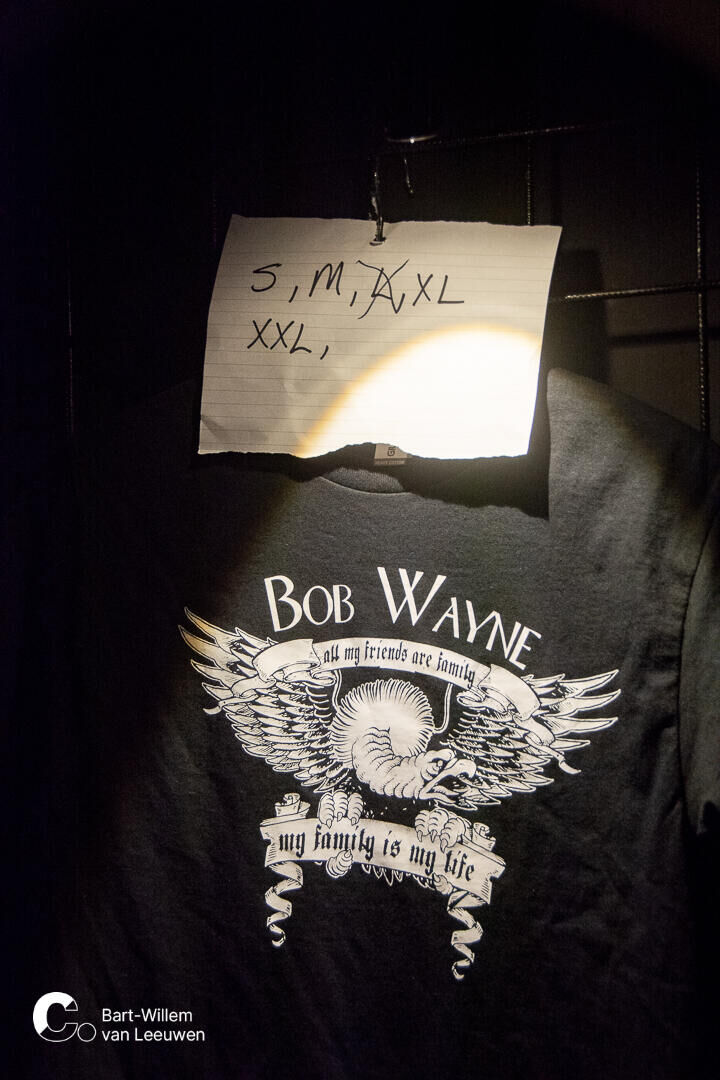 S, M, L, XL
XXL,
BOB WAYNE
all my friends are family
my family is my life
Bart-Willem
van Leeuwen